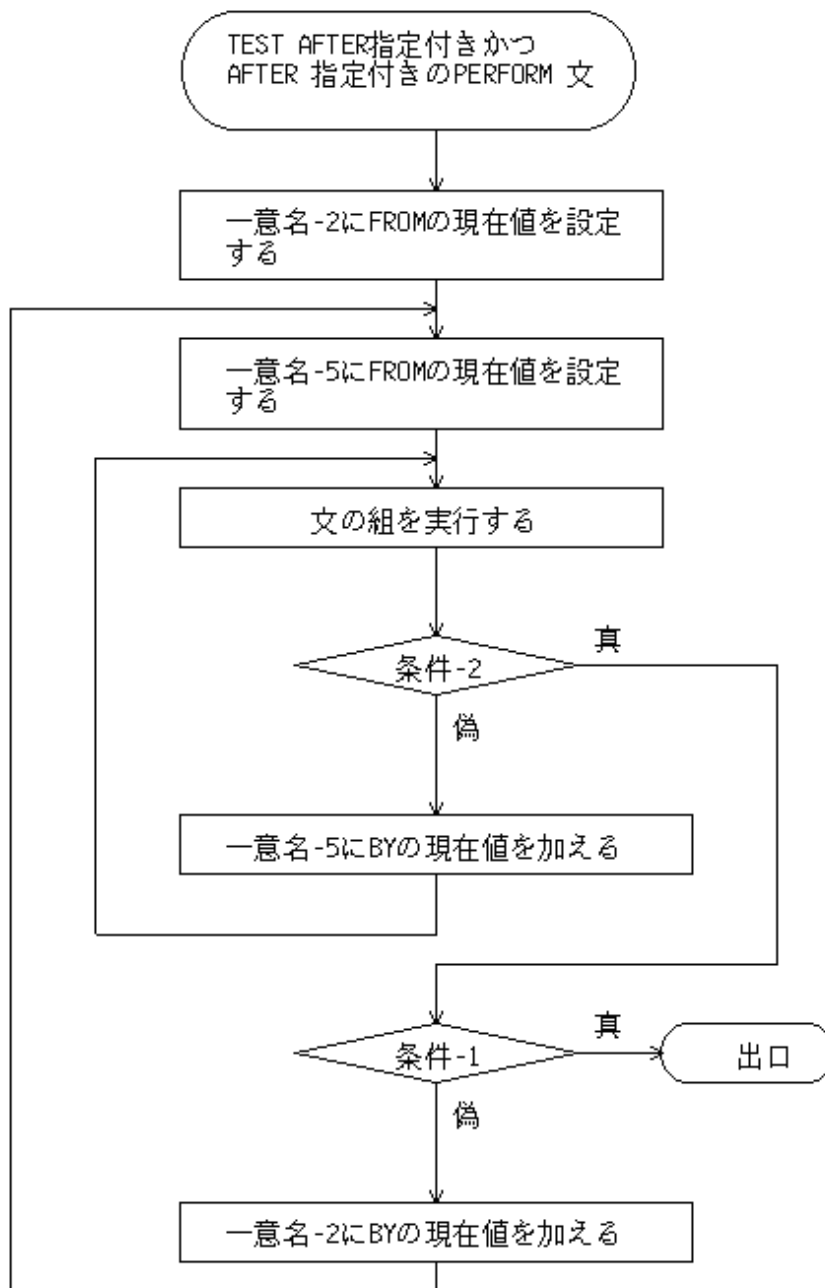 TEST AFTER指定付きかつ
AFTER 指定付きのPERFORM 文
一意名-2にFROMの現在値を設定
する
一意名-5にFROMの現在値を設定
する
文の組を実行する
真
条件-2
偽
一意名-5にBYの現在値を加える
真
条件-1
出口
偽
一意名-2にBYの現在値を加える